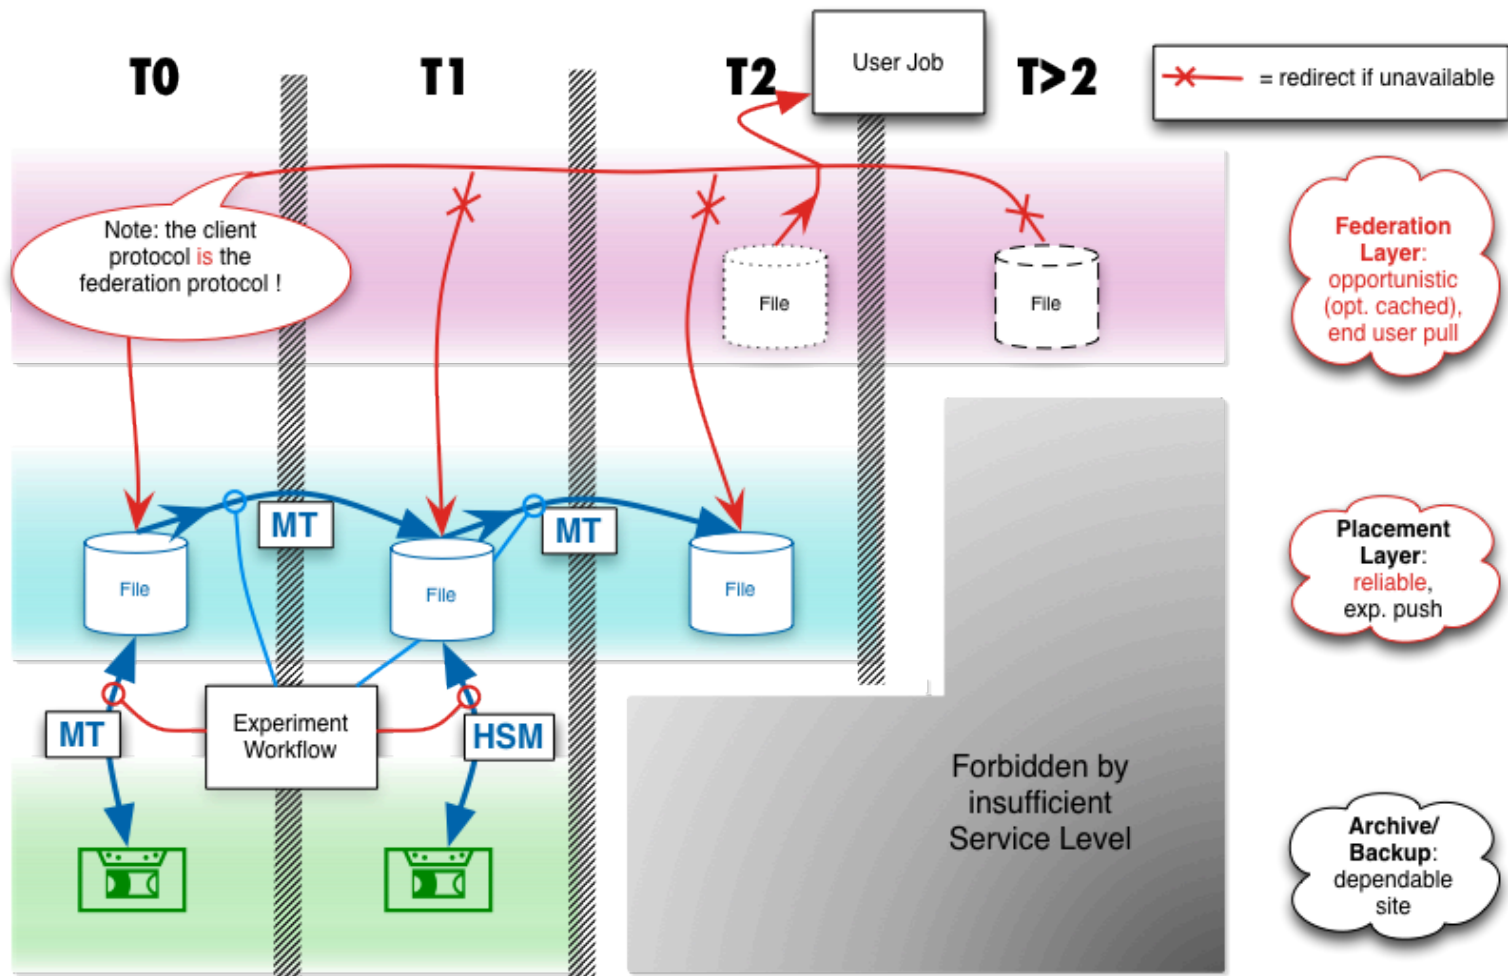 T0
T1
T2
User Job
T>2
= redirect if unavailable
Note: the client
protocol is the
federation protocol !
File
File
Federation
Layer:
opportunistic
(opt. cached),
end user pull
MT
MT
File
File
File
Placement
Layer:
reliable,
exp. push
MT
Experiment
Workflow
HSM
Forbidden by
insufficient
Service Level
Archive/
Backup:
dependable
site